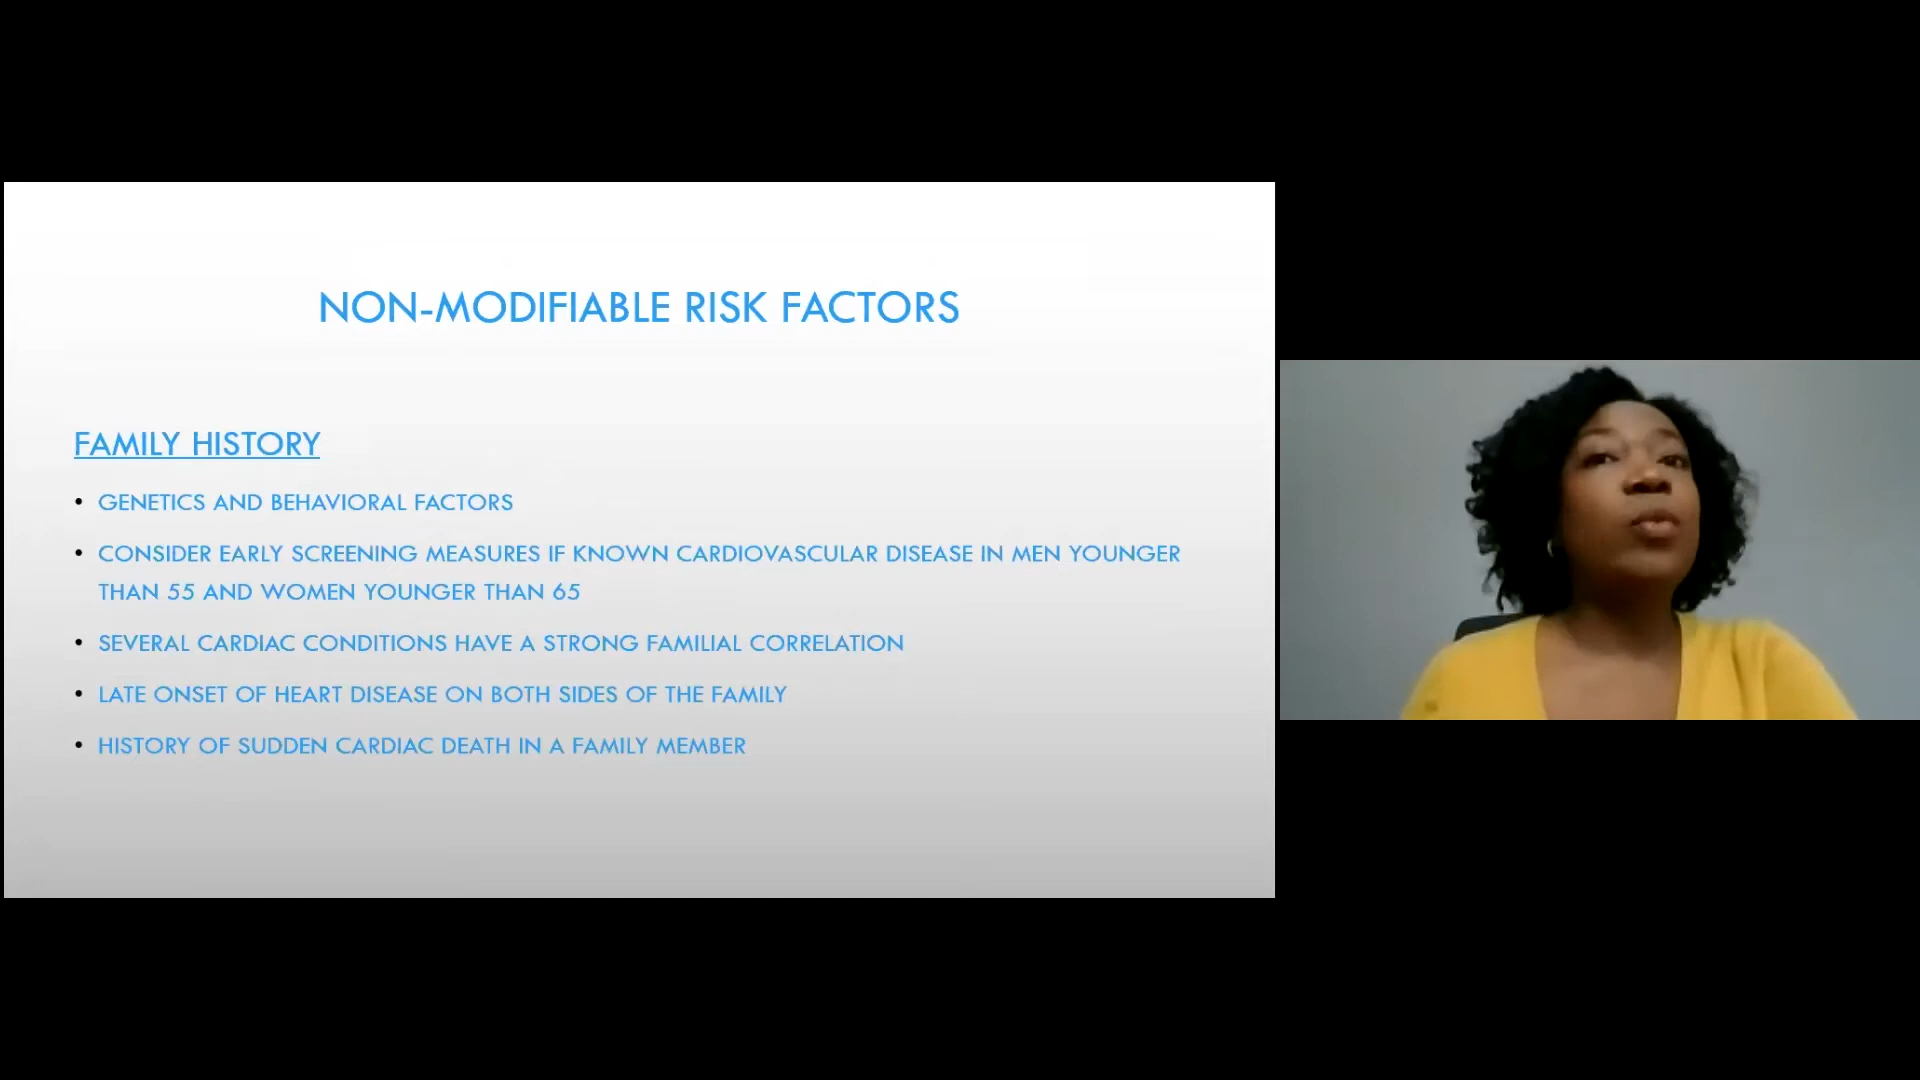 NON-MODIFIABLE RISK FACTORS
FAMILY HISTORY
• GENETICS AND BEHAVIORAL FACTORS
• CONSIDER EARLY SCREENING MEASURES IF KNOWN CARDIOVASCULAR DISEASE IN MEN YOUNGER
THAN 55 AND WOMEN YOUNGER THAN 65
• SEVERAL CARDIAC CONDITIONS HAVE A STRONG FAMILIAL CORRELATION
• LATE ONSET OF HEART DISEASE ON BOTH SIDES OF THE FAMILY
• HISTORY OF SUDDEN CARDIAC DEATH IN A FAMILY MEMBER